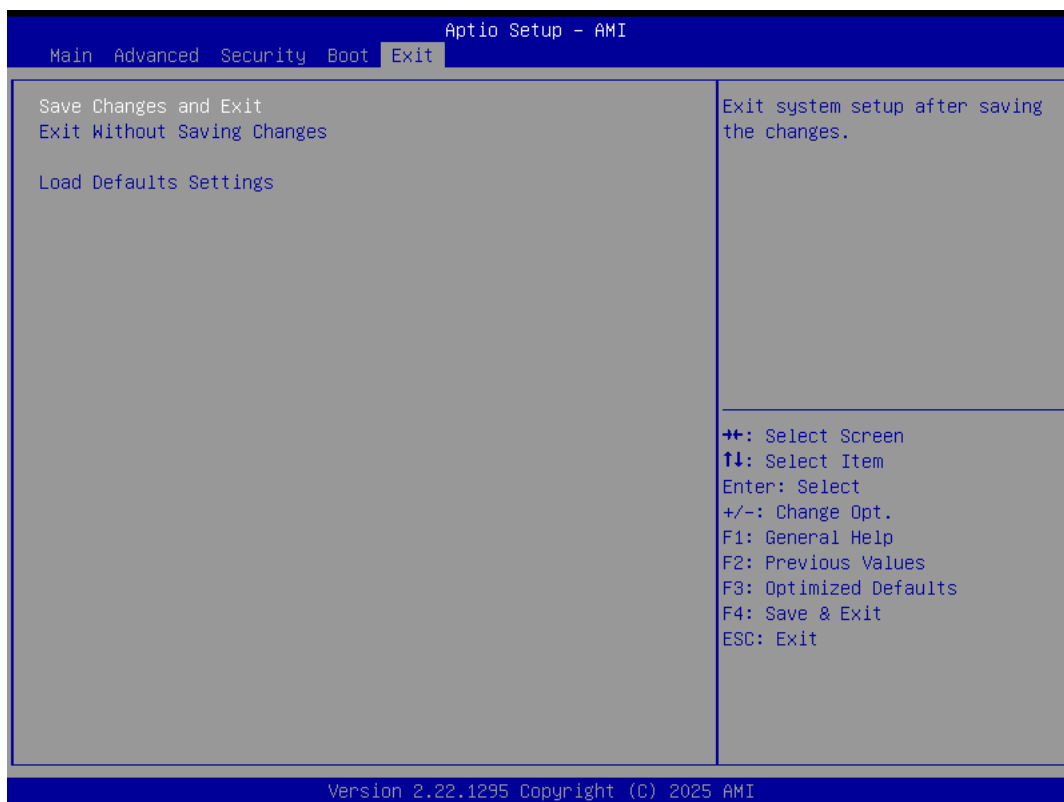 Aptio Setup – AMI
Main Advanced Security Boot Exit
Save Changes and Exit
Exit Without Saving Changes
Load Defaults Settings
Exit system setup after saving
the changes.
→←: Select Screen
↑↓: Select Item
Enter: Select
+/-: Change Opt.
F1: General Help
F2: Previous Values
F3: Optimized Defaults
F4: Save & Exit
ESC: Exit
Version 2.22.1295 Copyright (C) 2025 AMI